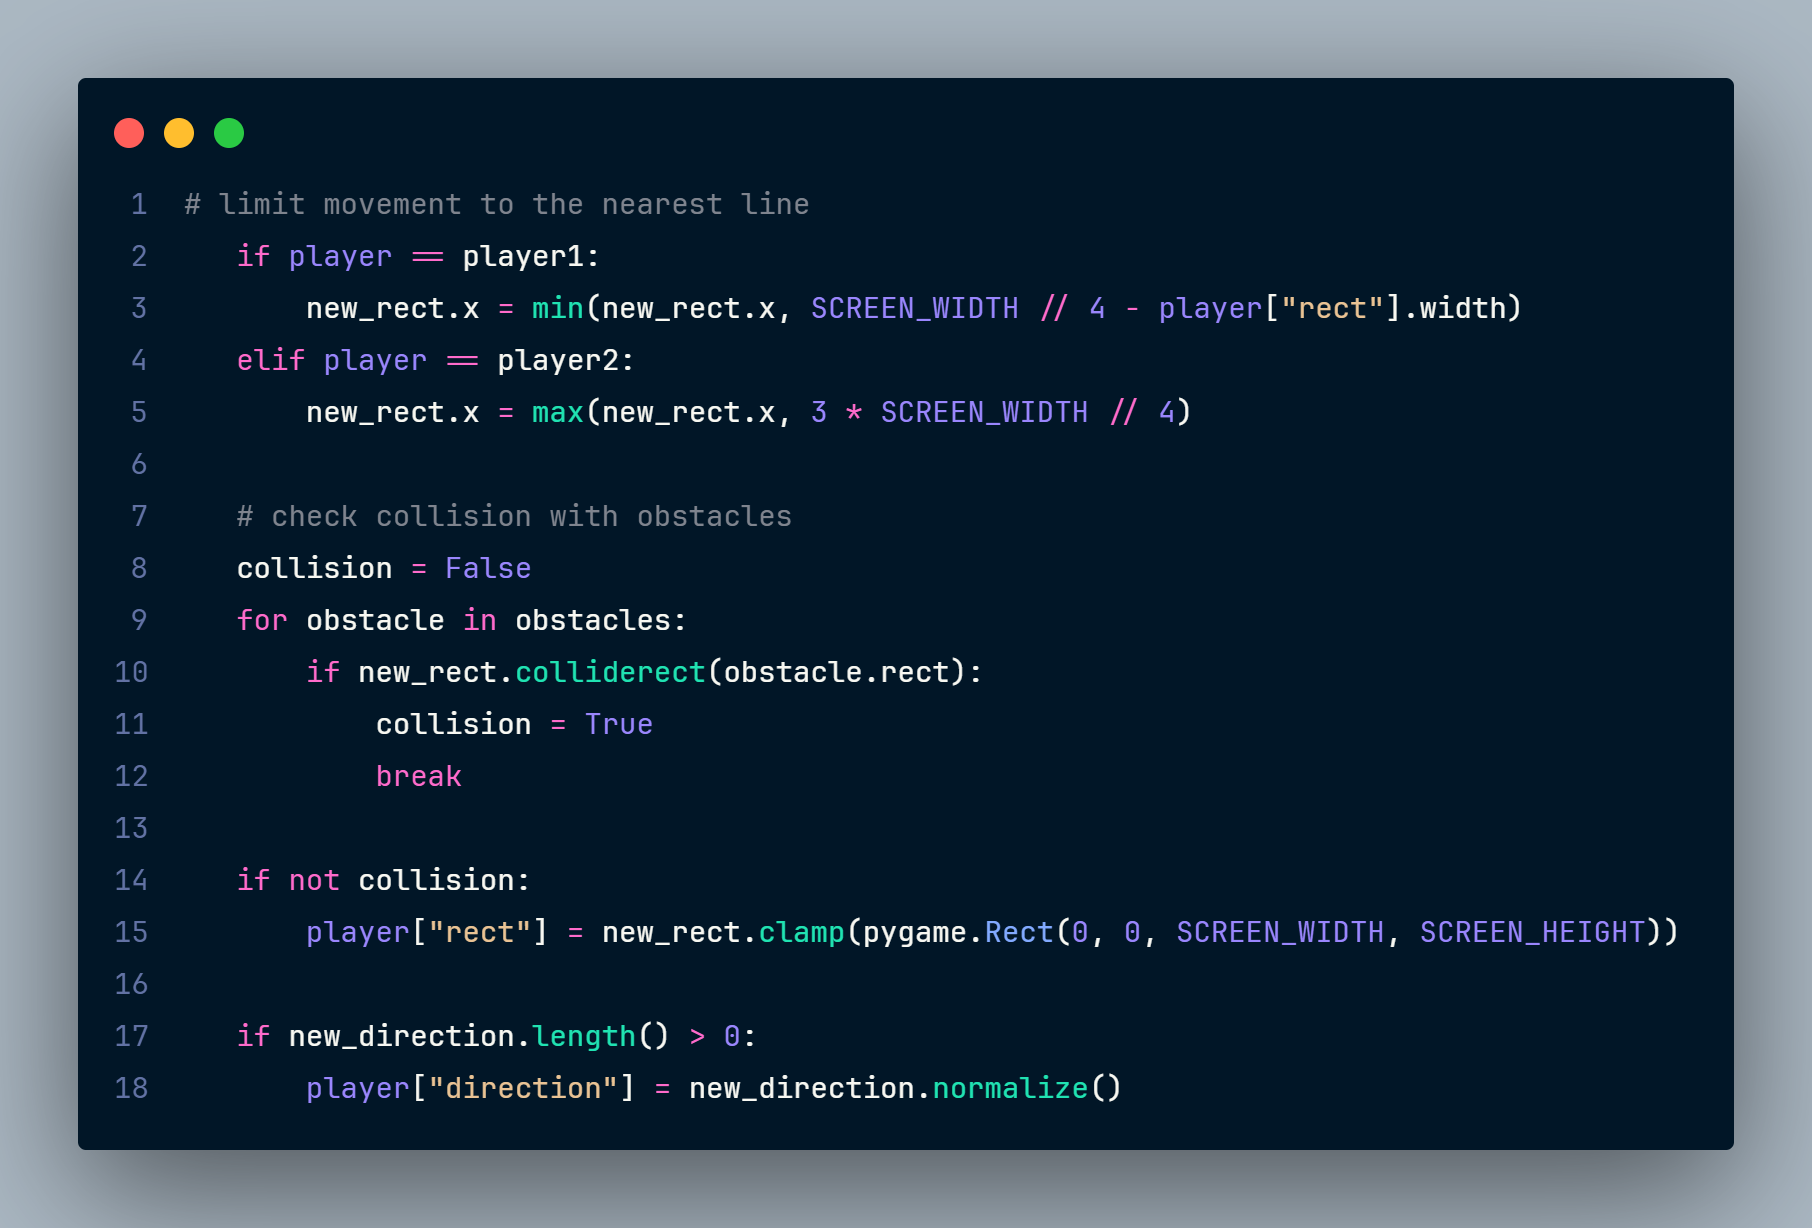 1 # limit movement to the nearest line
2 if player == player1:
3 new_rect.x = min(new_rect.x, SCREEN_WIDTH // 4 - player["rect"].width)
4 elif player == player2:
5 new_rect.x = max(new_rect.x, 3 * SCREEN_WIDTH // 4)
6
7 # check collision with obstacles
8 collision = False
9 for obstacle in obstacles:
10 if new_rect.colliderect(obstacle.rect):
11 collision = True
12 break
13
14 if not collision:
15 player["rect"] = new_rect.clamp(pygame.Rect(0, 0, SCREEN_WIDTH, SCREEN_HEIGHT))
16
17 if new_direction.length() > 0:
18 player["direction"] = new_direction.normalize()